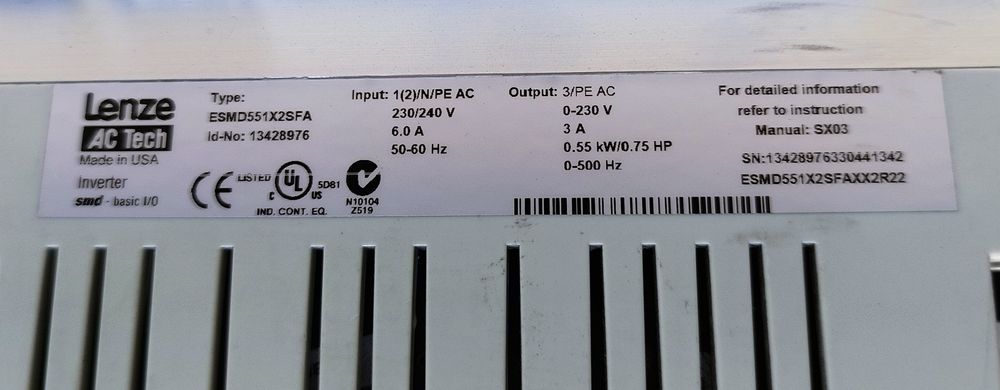 Lenze
AC Tech
Made in USA
Inverter
smd - basic I/O
Type:
ESMD551X2SFA
Id-No: 13428976
CE
LISTED
C UL US
5D81
IND. CONT. EQ.
N10104
Z519
Input: 1(2)/N/PE AC
230/240 V
6.0 A
50-60 Hz
Output: 3/PE AC
0-230 V
3 A
0.55 kW/0.75 HP
0-500 Hz
For detailed information
refer to instruction
Manual: SX03
SN:13428976330441342
ESMD551X2SFAXX2R22